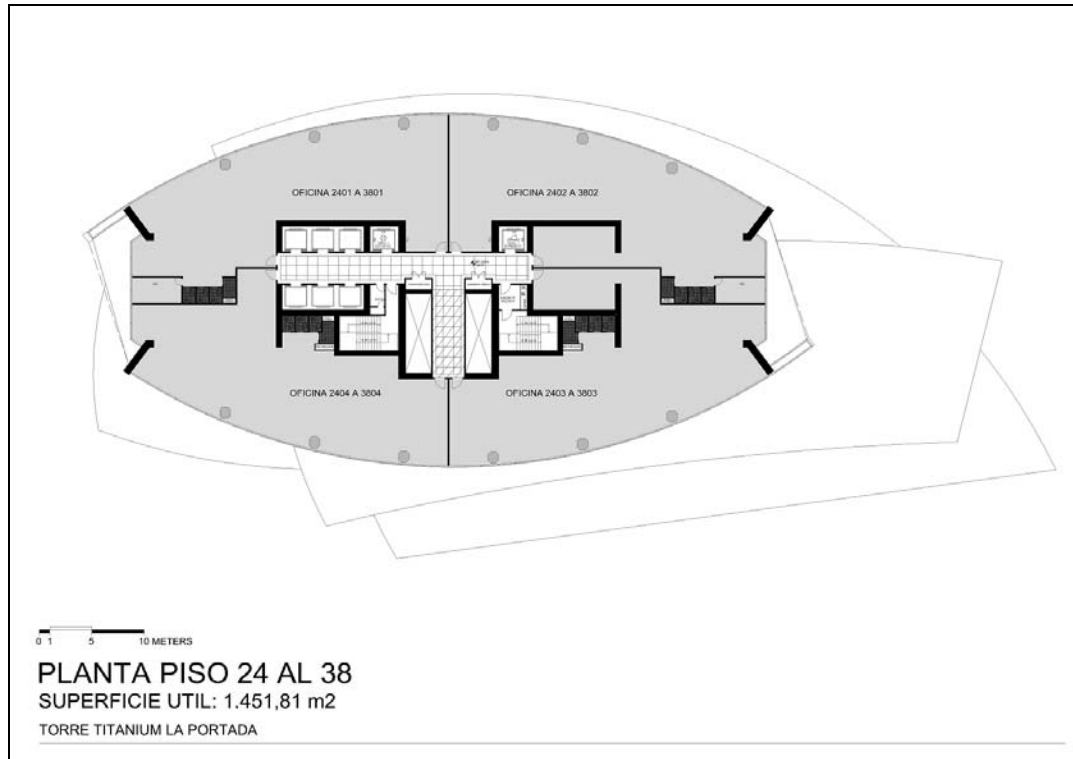 OFICINA 2401 A 3801
OFICINA 2402 A 3802
OFICINA 2404 A 3804
OFICINA 2403 A 3803
0 1 5 10 METERS
PLANTA PISO 24 AL 38
SUPERFICIE UTIL: 1.451,81 m2
TORRE TITANIUM LA PORTADA